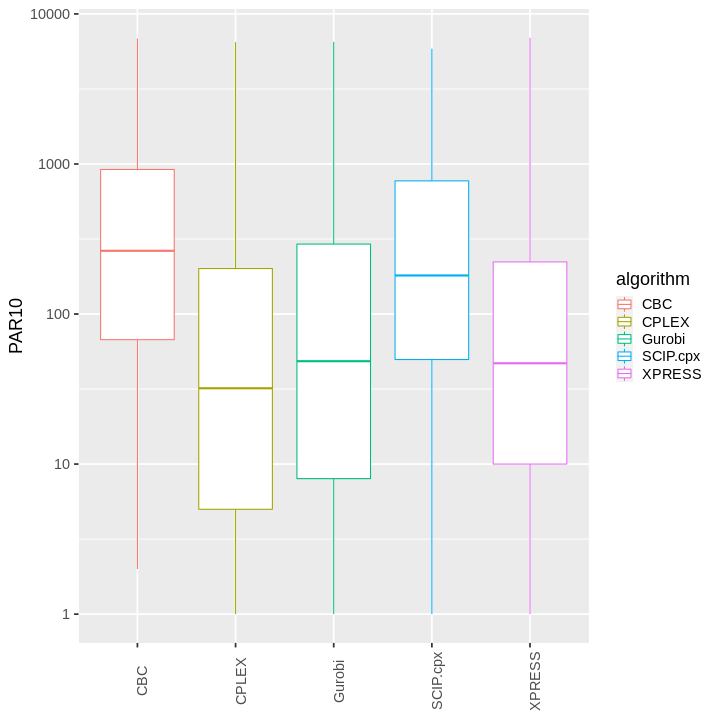 10000
1000
100
10
1
PAR10
CBC
CPLEX
Gurobi
SCIP.cpx
XPRESS
algorithm
CBC
CPLEX
Gurobi
SCIP.cpx
XPRESS